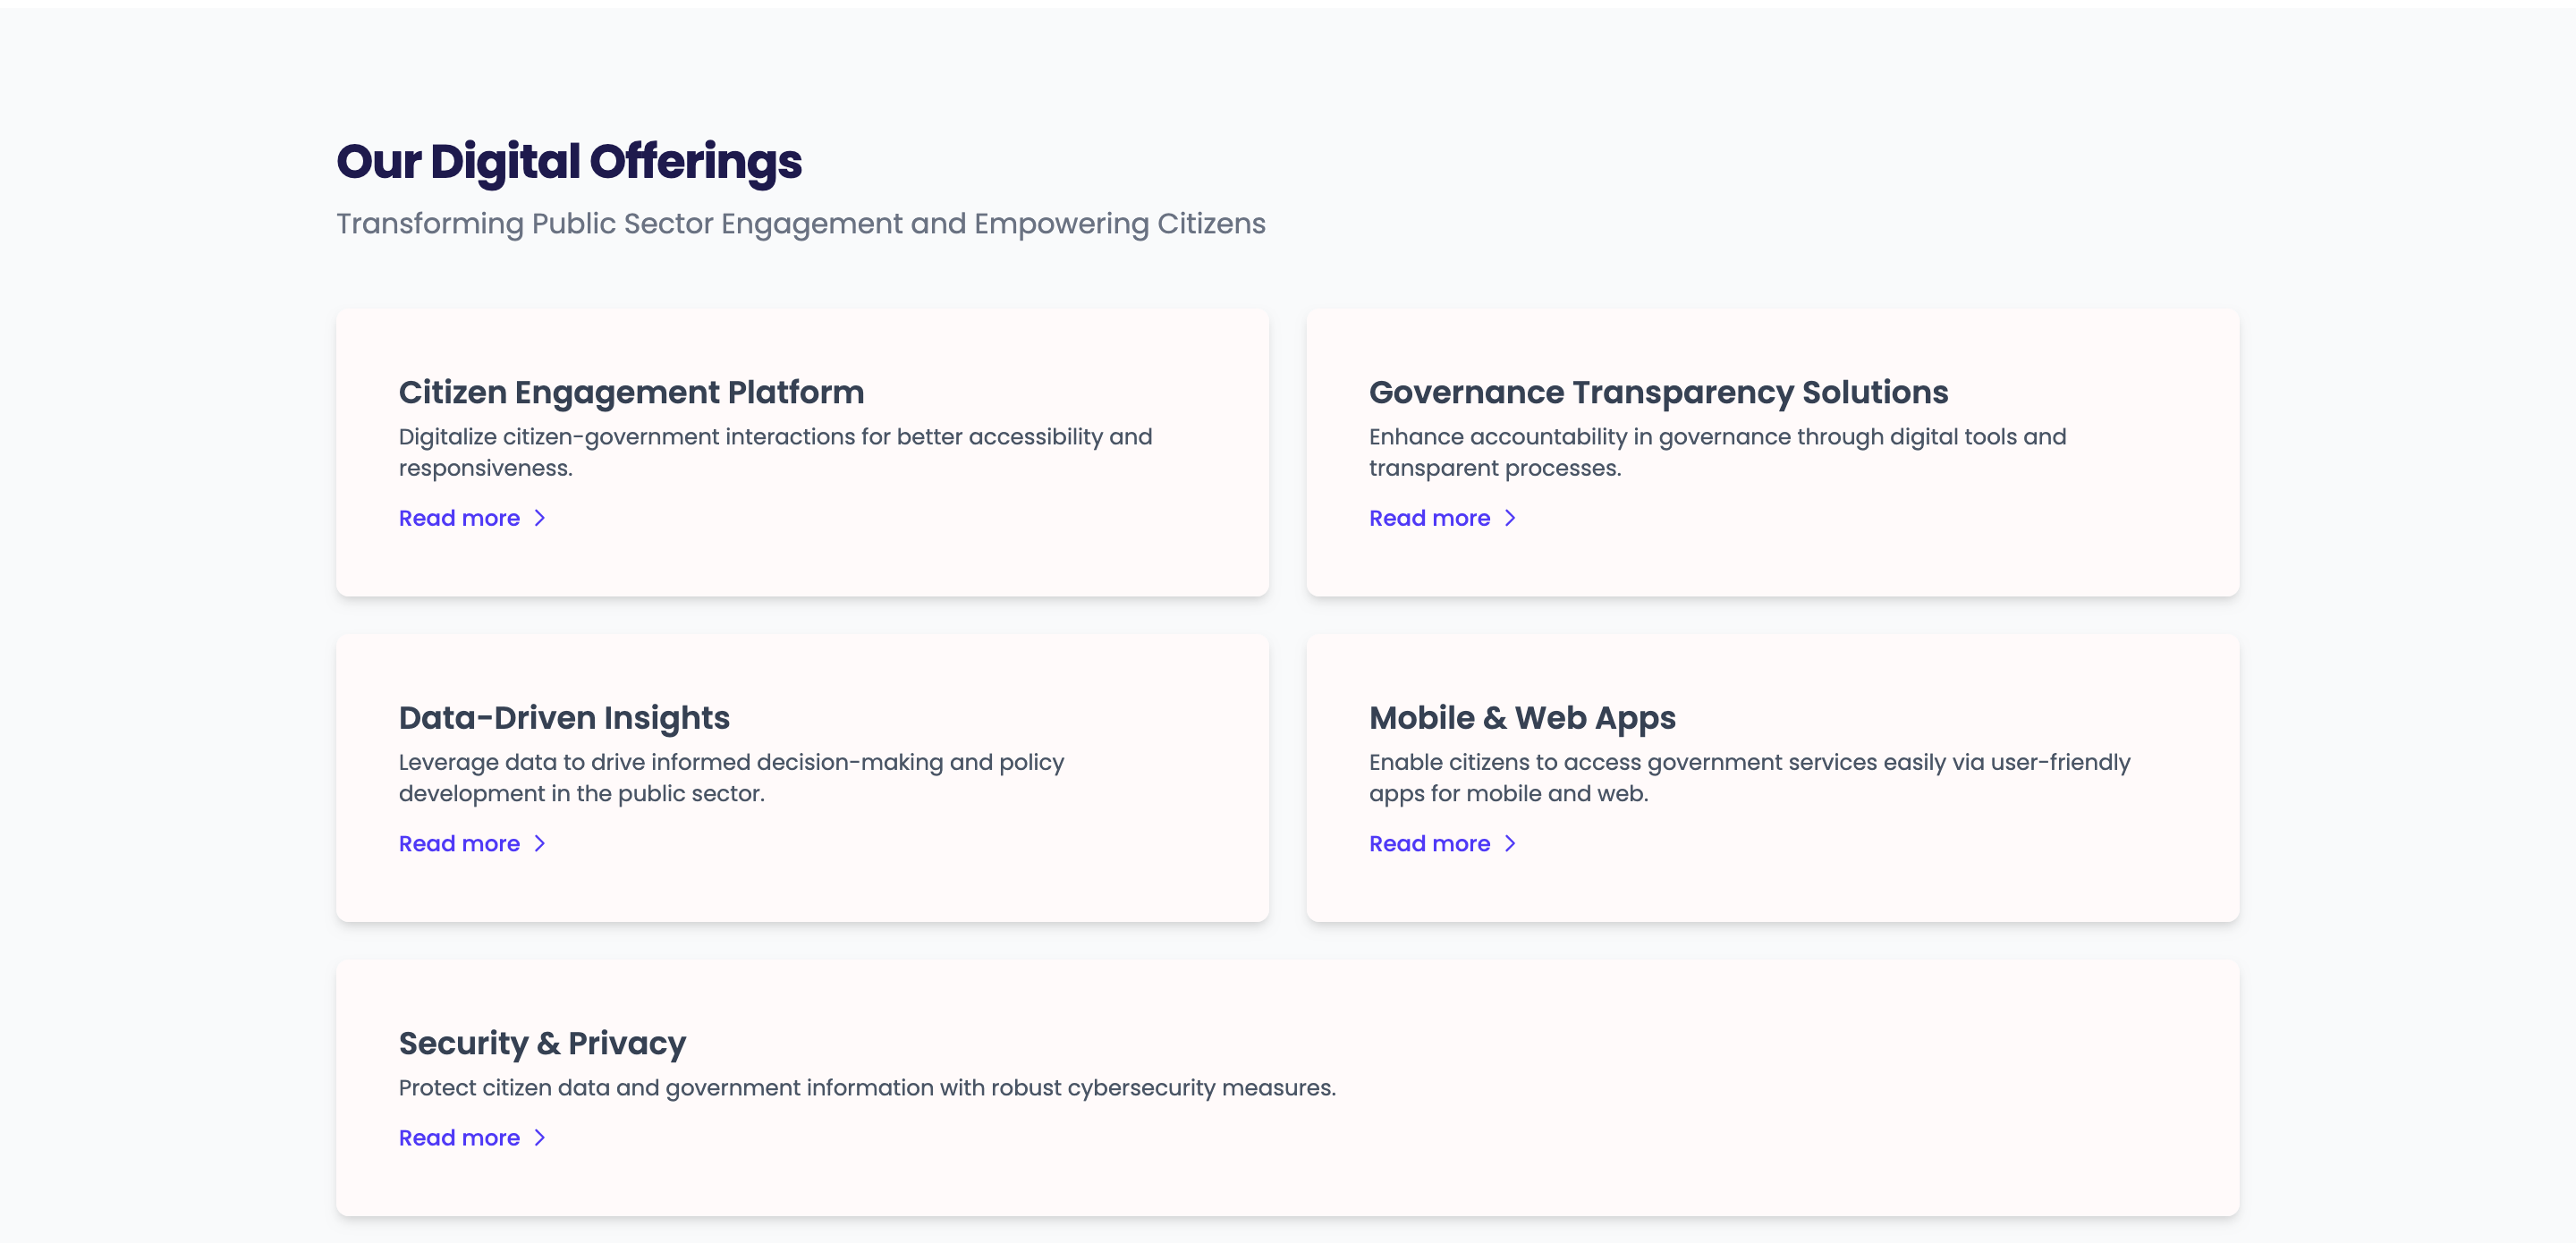 Our Digital Offerings
Transforming Public Sector Engagement and Empowering Citizens
Citizen Engagement Platform
Digitalize citizen-government interactions for better accessibility and
responsiveness.
Read more
Governance Transparency Solutions
Enhance accountability in governance through digital tools and
transparent processes.
Read more
Data-Driven Insights
Leverage data to drive informed decision-making and policy
development in the public sector.
Read more
Mobile & Web Apps
Enable citizens to access government services easily via user-friendly
apps for mobile and web.
Read more
Security & Privacy
Protect citizen data and government information with robust cybersecurity measures.
Read more